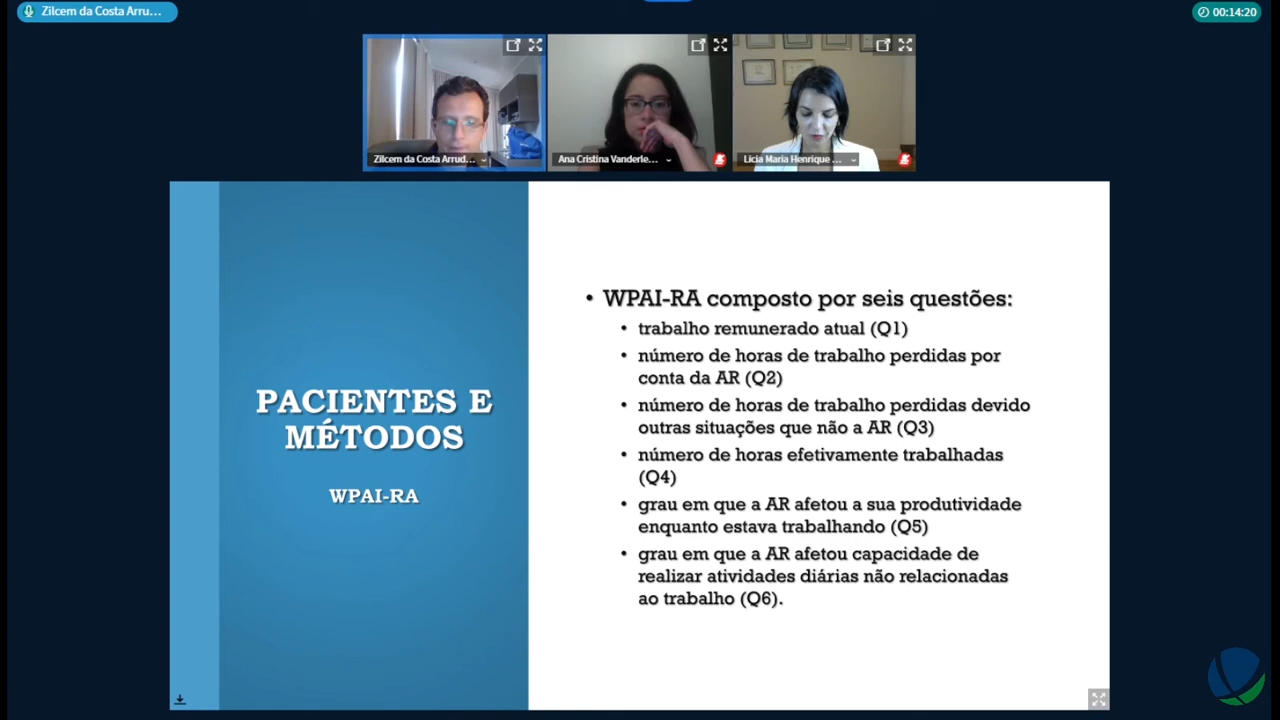 Zilcem da Costa Arru...
00:14:20
Zilcem da Costa Arrud...
Ana Cristina Vanderle...
Licia Maria Henrique ...
PACIENTES E
MÉTODOS
WPAI-RA
• WPAI-RA composto por seis questões:
• trabalho remunerado atual (Q1)
• número de horas de trabalho perdidas por
conta da AR (Q2)
• número de horas de trabalho perdidas devido
outras situações que não a AR (Q3)
• número de horas efetivamente trabalhadas
(Q4)
• grau em que a AR afetou a sua produtividade
enquanto estava trabalhando (Q5)
• grau em que a AR afetou capacidade de
realizar atividades diárias não relacionadas
ao trabalho (Q6).